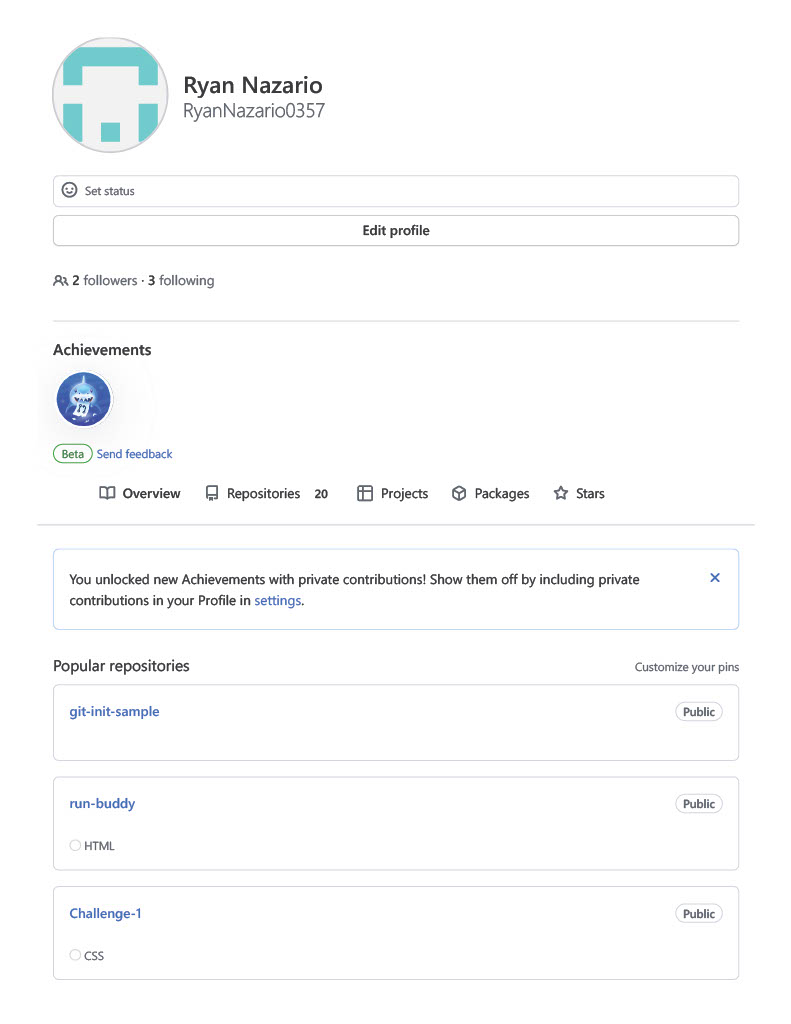 Ryan Nazario
RyanNazario0357
Set status
Edit profile
2 followers · 3 following
Achievements
Beta Send feedback
Overview Repositories 20 Projects Packages Stars
You unlocked new Achievements with private contributions! Show them off by including private
contributions in your Profile in settings.
Popular repositories Customize your pins
git-init-sample Public
run-buddy Public
HTML
Challenge-1 Public
CSS